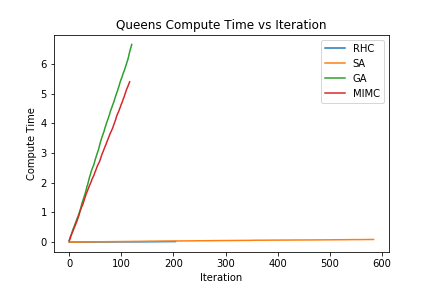 Queens Compute Time vs Iteration
RHC
SA
GA
MIMC
Compute Time
6
5
4
3
2
1
0
0 100 200 300 400 500 600
Iteration